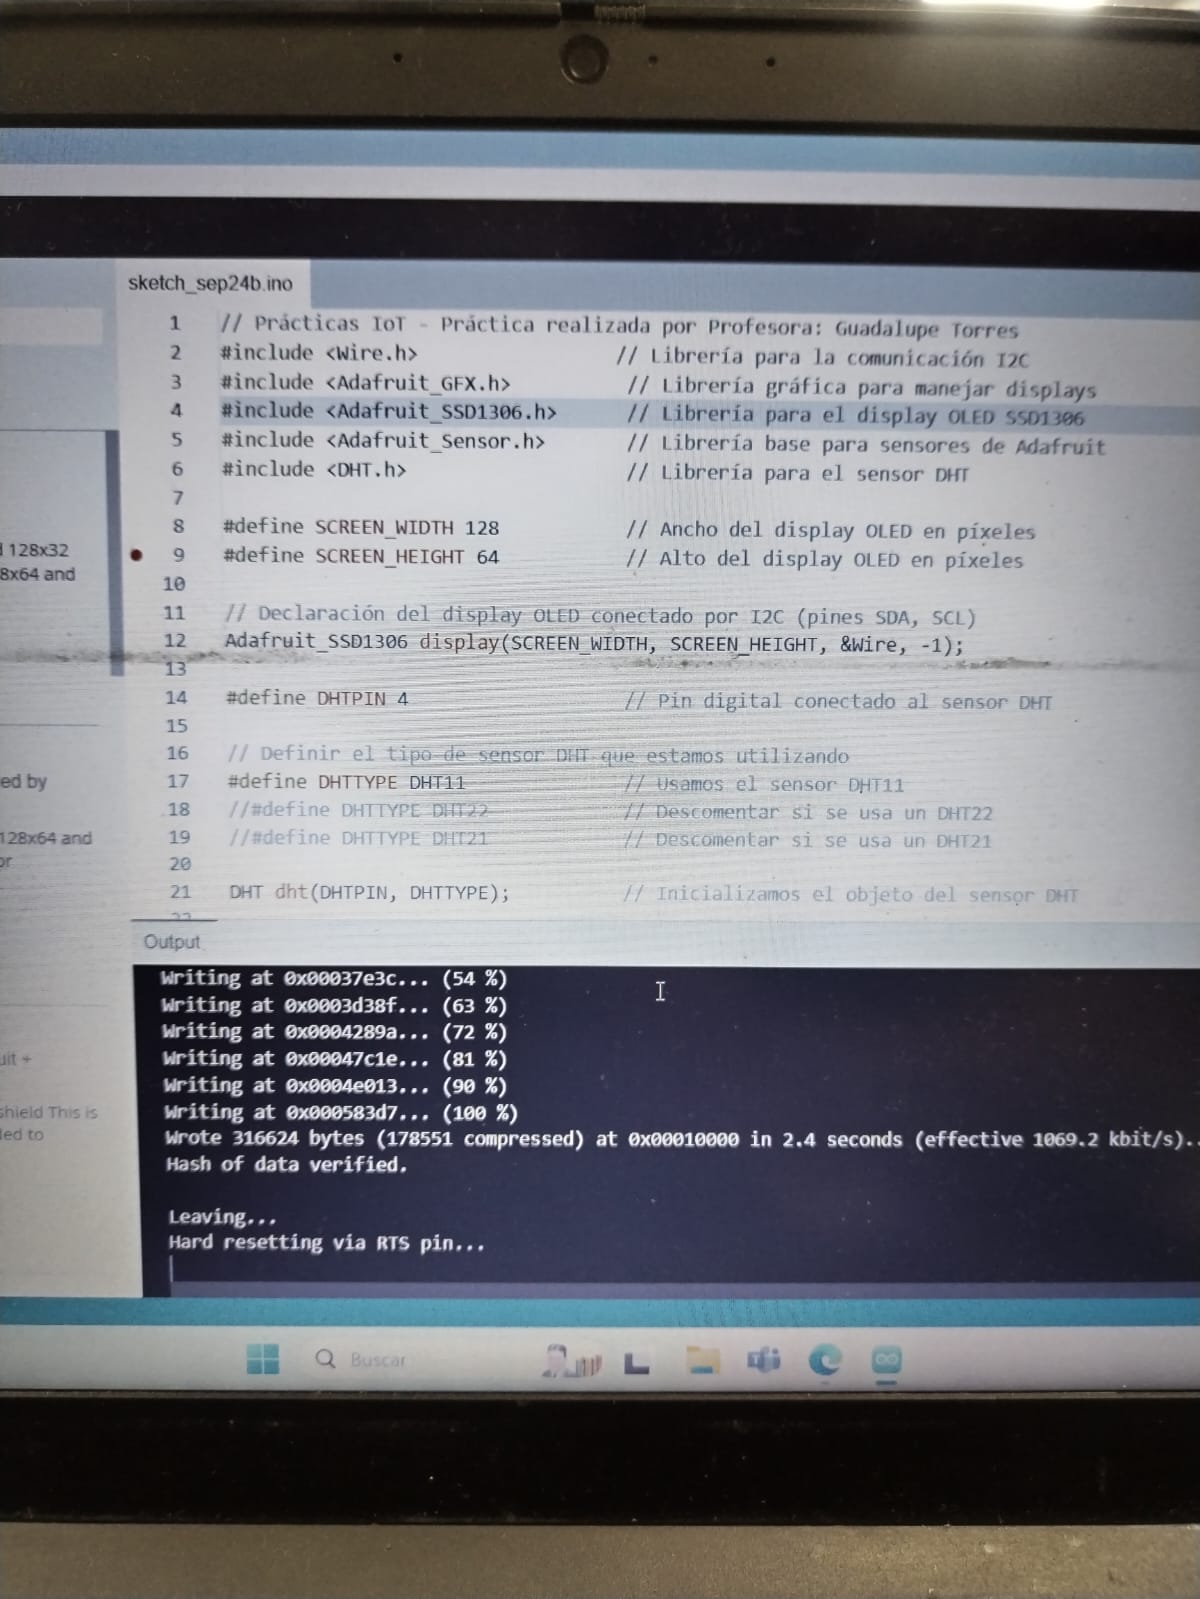 sketch_sep24b.ino
1 // Prácticas IoT - Práctica realizada por Profesora: Guadalupe Torres
2 #include <Wire.h> // Librería para la comunicación I2C
3 #include <Adafruit_GFX.h> // Librería gráfica para manejar displays
4 #include <Adafruit_SSD1306.h> // Librería para el display OLED SSD1306
5 #include <Adafruit_Sensor.h> // Librería base para sensores de Adafruit
6 #include <DHT.h> // Librería para el sensor DHT
7
8 #define SCREEN_WIDTH 128 // Ancho del display OLED en píxeles
9 #define SCREEN_HEIGHT 64 // Alto del display OLED en píxeles
10
11 // Declaración del display OLED conectado por I2C (pines SDA, SCL)
12 Adafruit_SSD1306 display(SCREEN_WIDTH, SCREEN_HEIGHT, &Wire, -1);
13
14 #define DHTPIN 4 // Pin digital conectado al sensor DHT
15
16 // Definir el tipo de sensor DHT que estamos utilizando
17 #define DHTTYPE DHT11 // Usamos el sensor DHT11
18 //#define DHTTYPE DHT22 // Descomentar si se usa un DHT22
19 //#define DHTTYPE DHT21 // Descomentar si se usa un DHT21
20
21 DHT dht(DHTPIN, DHTTYPE); // Inicializamos el objeto del sensor DHT
128x32
8x64 and
ed by
128x64 and
or
uit +
shield This is
ded to
Output
Writing at 0x00037e3c... (54 %)
Writing at 0x0003d38f... (63 %)
Writing at 0x0004289a... (72 %)
Writing at 0x00047c1e... (81 %)
Writing at 0x0004e013... (90 %)
Writing at 0x000583d7... (100 %)
Wrote 316624 bytes (178551 compressed) at 0x00010000 in 2.4 seconds (effective 1069.2 kbit/s)..
Hash of data verified.
Leaving...
Hard resetting via RTS pin...
Buscar